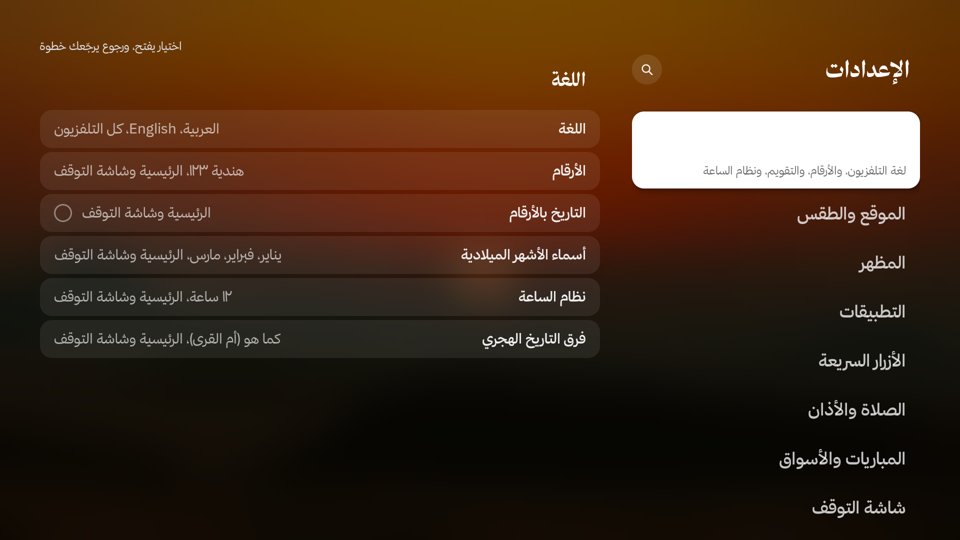 الإعدادات
لغة التلفزيون، والأرقام، والتقويم، ونظام الساعة
الموقع والطقس
المظهر
التطبيقات
الأزرار السريعة
الصلاة والأذان
المباريات والأسواق
شاشة التوقف
اختيار يفتح، ورجوع يرجّعك خطوة
اللغة
اللغة العربية، English، كل التلفزيون
الأرقام هندية ١٢٣، الرئيسية وشاشة التوقف
التاريخ بالأرقام الرئيسية وشاشة التوقف
أسماء الأشهر الميلادية يناير، فبراير، مارس، الرئيسية وشاشة التوقف
نظام الساعة ١٢ ساعة، الرئيسية وشاشة التوقف
فرق التاريخ الهجري كما هو (أم القرى)، الرئيسية وشاشة التوقف